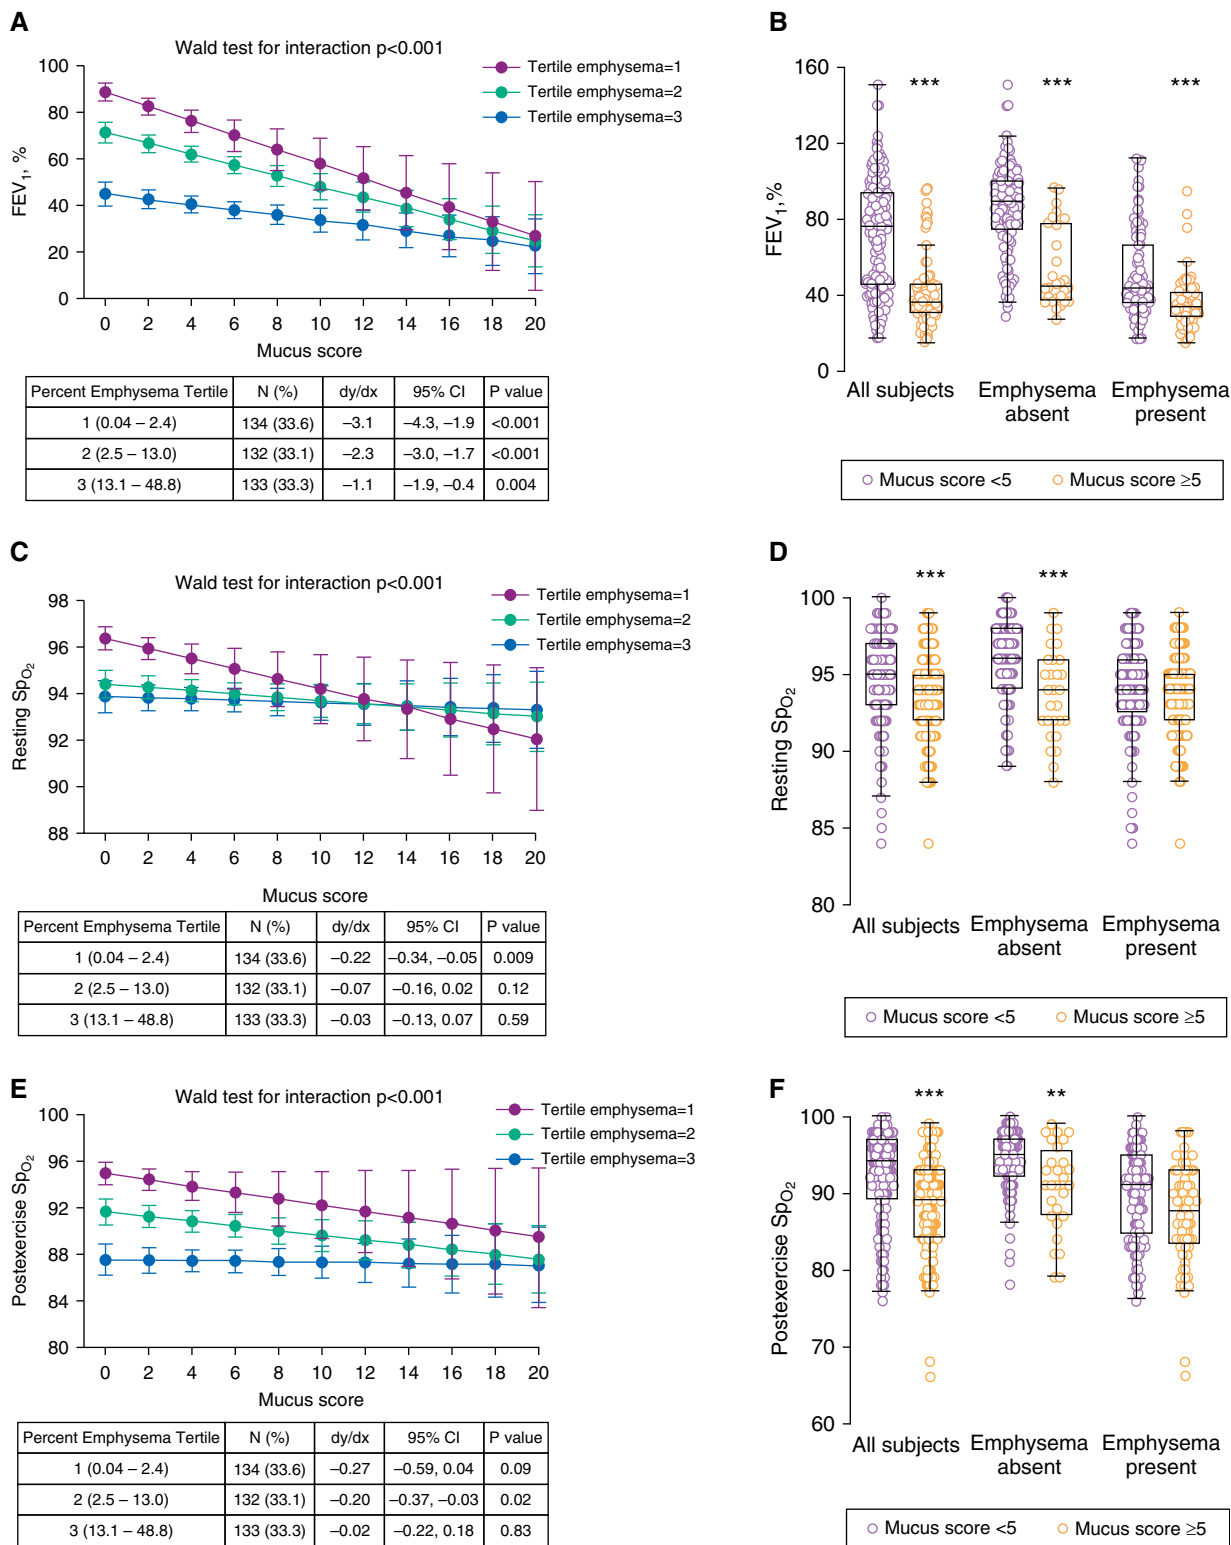 A
Wald test for interaction p<0.001
Tertile emphysema=1
Tertile emphysema=2
Tertile emphysema=3
FEV1, %
100
80
60
40
20
0
0 2 4 6 8 10 12 14 16 18 20
Mucus score
Percent Emphysema Tertile N (%) dy/dx 95% CI P value
1 (0.04 – 2.4) 134 (33.6) –3.1 –4.3, –1.9 <0.001
2 (2.5 – 13.0) 132 (33.1) –2.3 –3.0, –1.7 <0.001
3 (13.1 – 48.8) 133 (33.3) –1.1 –1.9, –0.4 0.004
B
FEV1, %
160
120
80
40
0
*** *** ***
All subjects Emphysema absent Emphysema present
Mucus score <5 Mucus score ≥5
C
Wald test for interaction p<0.001
Tertile emphysema=1
Tertile emphysema=2
Tertile emphysema=3
Resting SpO2
98
96
94
92
90
88
0 2 4 6 8 10 12 14 16 18 20
Mucus score
Percent Emphysema Tertile N (%) dy/dx 95% CI P value
1 (0.04 – 2.4) 134 (33.6) –0.22 –0.34, –0.05 0.009
2 (2.5 – 13.0) 132 (33.1) –0.07 –0.16, 0.02 0.12
3 (13.1 – 48.8) 133 (33.3) –0.03 –0.13, 0.07 0.59
D
Resting SpO2
100
95
90
85
80
*** ***
All subjects Emphysema absent Emphysema present
Mucus score <5 Mucus score ≥5
E
Wald test for interaction p<0.001
Tertile emphysema=1
Tertile emphysema=2
Tertile emphysema=3
Postexercise SpO2
100
96
92
88
84
80
0 2 4 6 8 10 12 14 16 18 20
Mucus score
Percent Emphysema Tertile N (%) dy/dx 95% CI P value
1 (0.04 – 2.4) 134 (33.6) –0.27 –0.59, 0.04 0.09
2 (2.5 – 13.0) 132 (33.1) –0.20 –0.37, –0.03 0.02
3 (13.1 – 48.8) 133 (33.3) –0.02 –0.22, 0.18 0.83
F
Postexercise SpO2
100
90
80
70
60
*** **
All subjects Emphysema absent Emphysema present
Mucus score <5 Mucus score ≥5